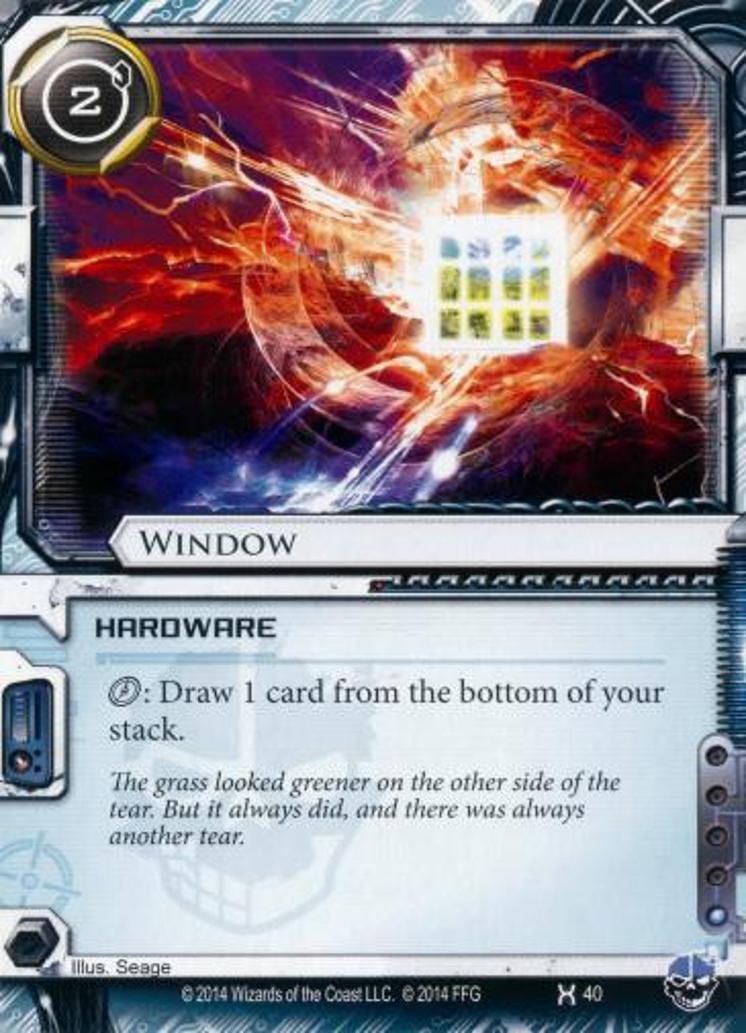 2
WINDOW
HARDWARE
: Draw 1 card from the bottom of your
stack.
The grass looked greener on the other side of the
tear. But it always did, and there was always
another tear.
Illus. Seage
© 2014 Wizards of the Coast LLC. © 2014 FFG
40